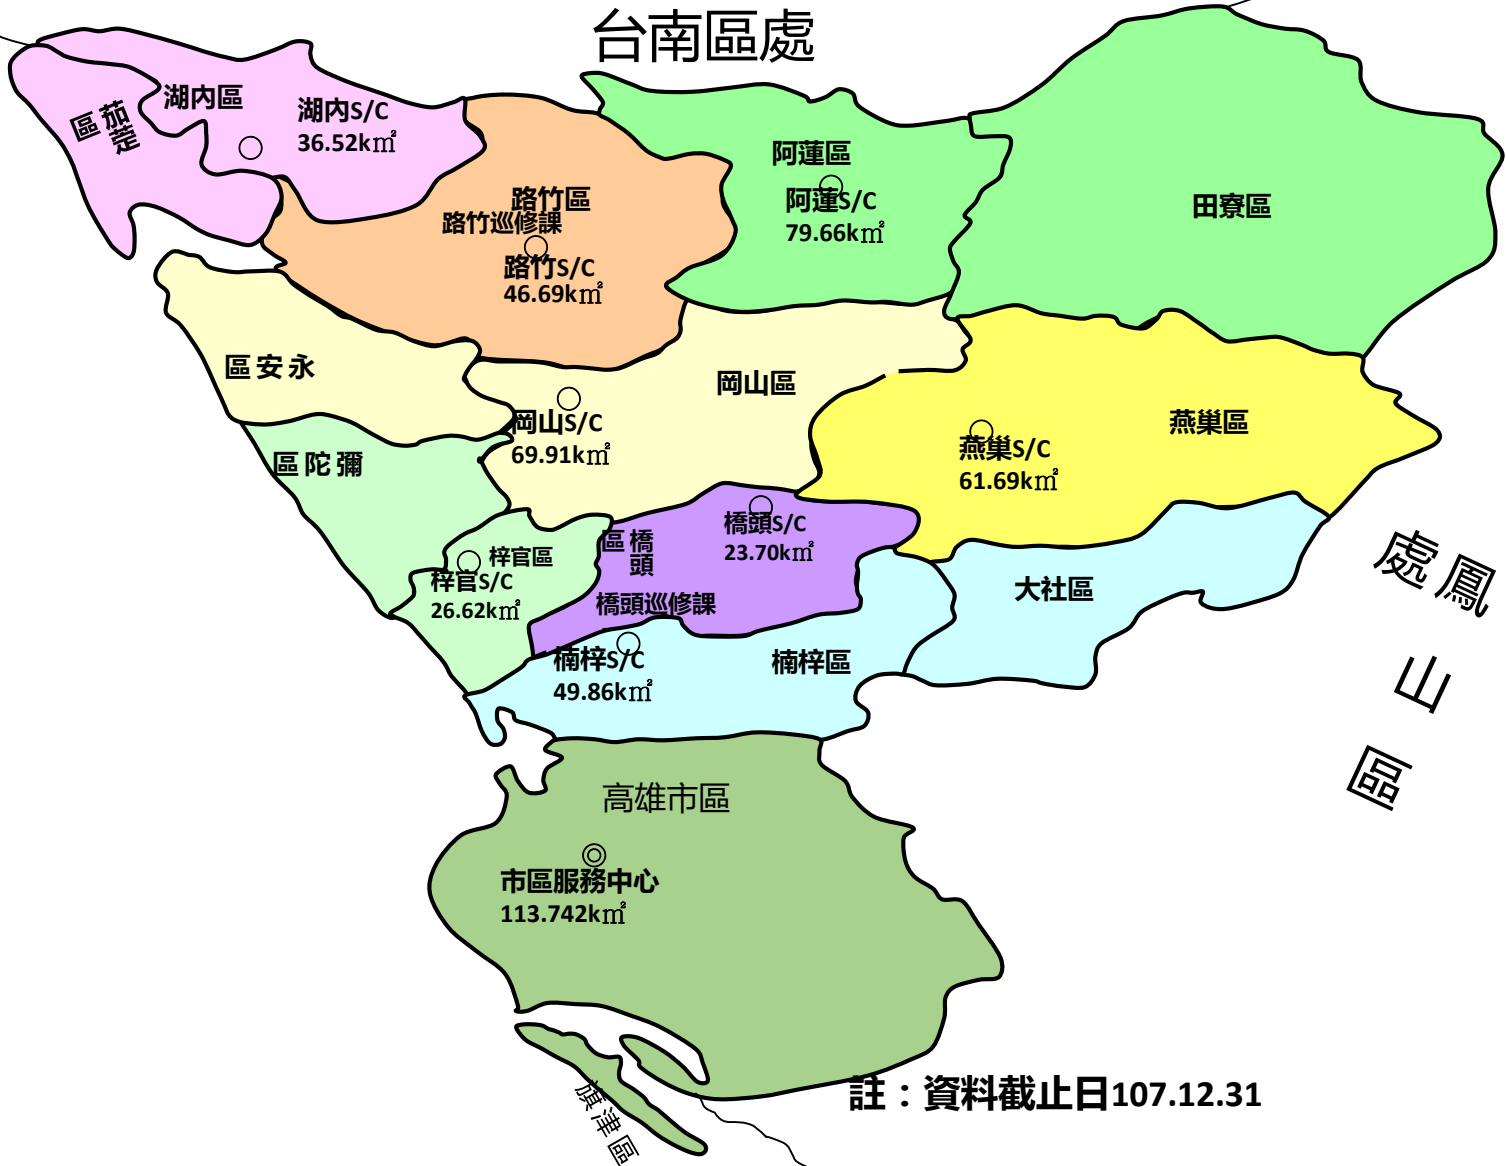 台南區處
湖内區
湖内S/C
36.52k㎡
茄萣
區
路竹區
路竹巡修課
路竹S/C
46.69k㎡
阿蓮區
阿蓮S/C
79.66k㎡
田寮區
區安永
岡山區
岡山S/C
69.91k㎡
燕巢區
燕巢S/C
61.69k㎡
區陀彌
橋頭S/C
23.70k㎡
橋頭
區
橋頭巡修課
梓官區
梓官S/C
26.62k㎡
大社區
楠梓S/C
49.86k㎡
楠梓區
鳳
處
山
區
高雄市區
市區服務中心
113.742k㎡
旗津區
註：資料截止日107.12.31